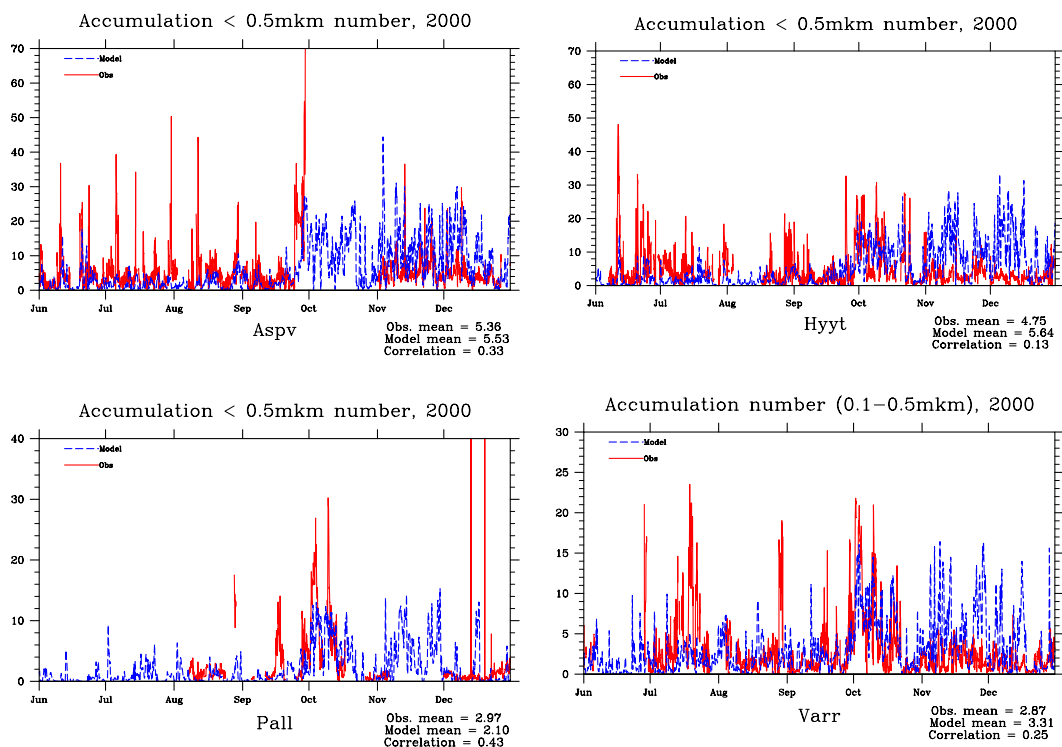 Accumulation < 0.5mkm number, 2000
70
60
50
40
30
20
10
0
Model
Obs
Jun Jul Aug Sep Oct Nov Dec
Aspv
Obs. mean = 5.36
Model mean = 5.53
Correlation = 0.33
Accumulation < 0.5mkm number, 2000
70
60
50
40
30
20
10
0
Model
Obs
Jun Jul Aug Sep Oct Nov Dec
Hyyt
Obs. mean = 4.75
Model mean = 5.64
Correlation = 0.13
Accumulation < 0.5mkm number, 2000
40
30
20
10
0
Model
Obs
Jun Jul Aug Sep Oct Nov Dec
Pall
Obs. mean = 2.97
Model mean = 2.10
Correlation = 0.43
Accumulation number (0.1−0.5mkm), 2000
30
25
20
15
10
5
0
Model
Obs
Jun Jul Aug Sep Oct Nov Dec
Varr
Obs. mean = 2.87
Model mean = 3.31
Correlation = 0.25